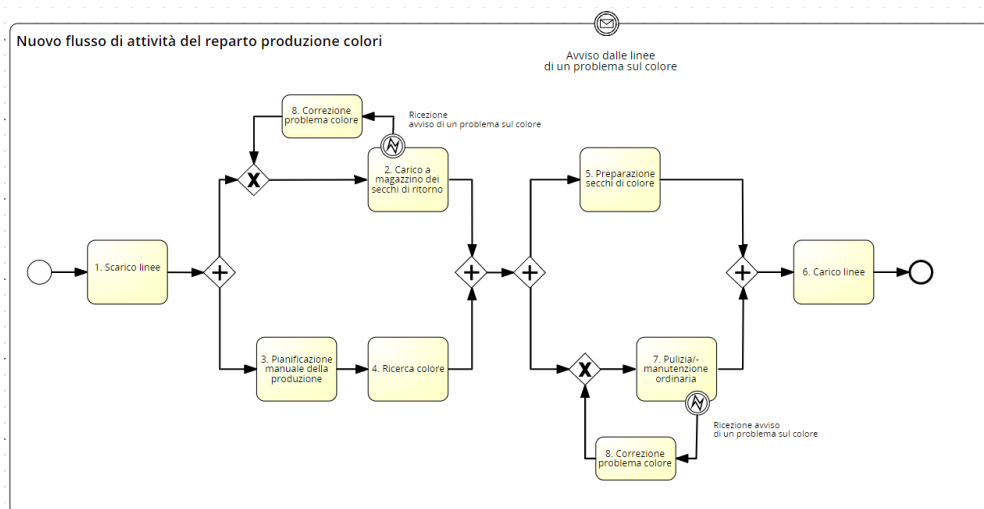 Nuovo flusso di attività del reparto produzione colori
Avviso dalle linee
di un problema sul colore
8. Correzione
problema colore
Ricezione
avviso di un problema sul colore
2. Carico a
magazzino dei
secchi di ritorno
5. Preparazione
secchi di colore
1. Scarico linee
6. Carico linee
3. Pianificazione
manuale della
produzione
4. Ricerca colore
7. Pulizia/-
manutenzione
ordinaria
Ricezione avviso
di un problema sul colore
8. Correzione
problema colore